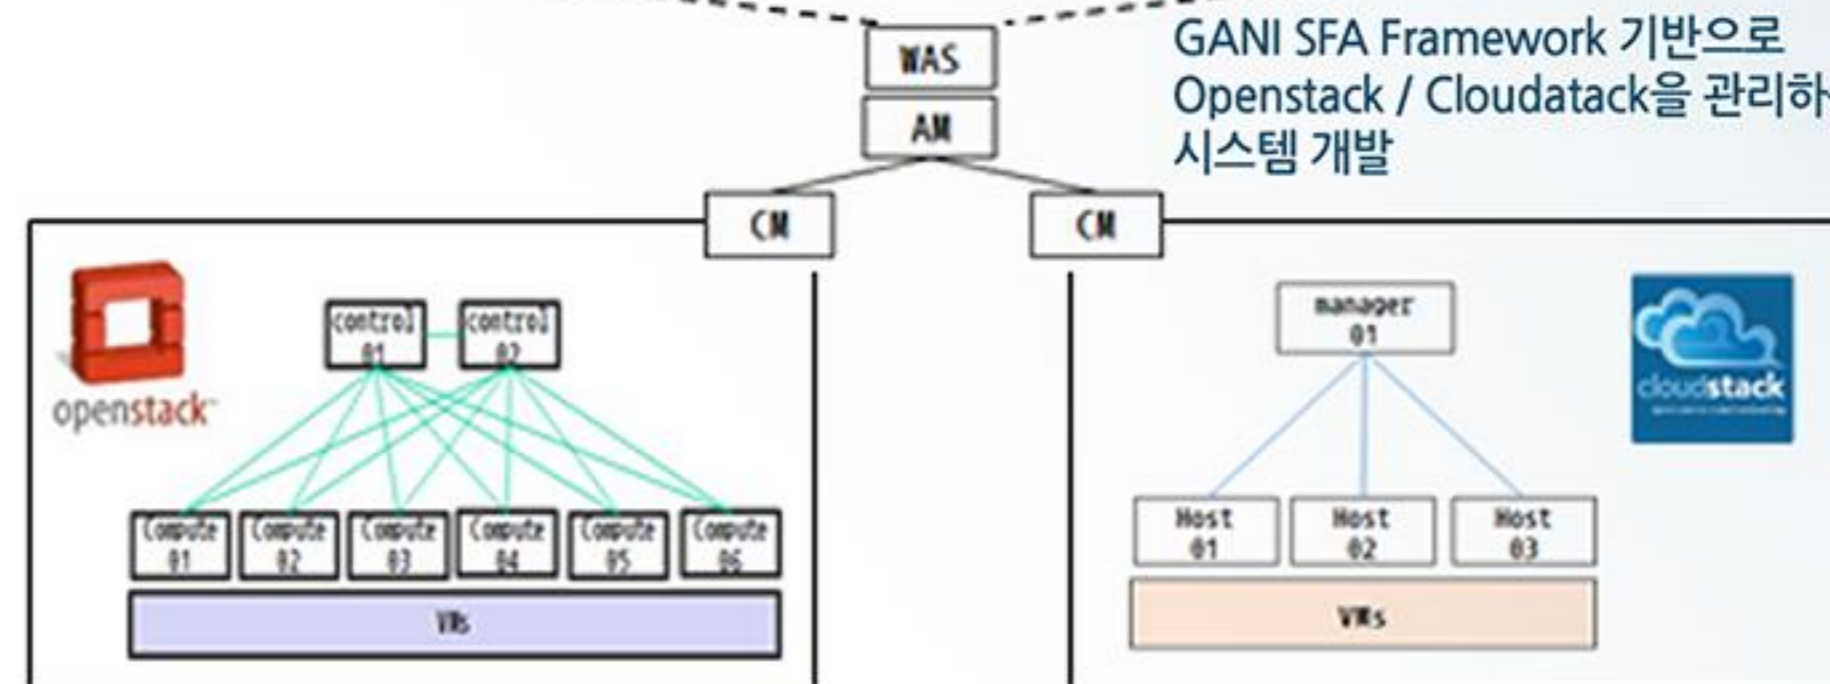 WAS
AM
GANI SFA Framework 기반으로
Openstack / Cloudatack을 관리하
시스템 개발
CM
CM
openstack
control
01
control
02
Compute
01
Compute
02
Compute
03
Compute
04
Compute
05
Compute
06
VMs
manager
01
cloudstack
Host
01
Host
02
Host
03
VMs